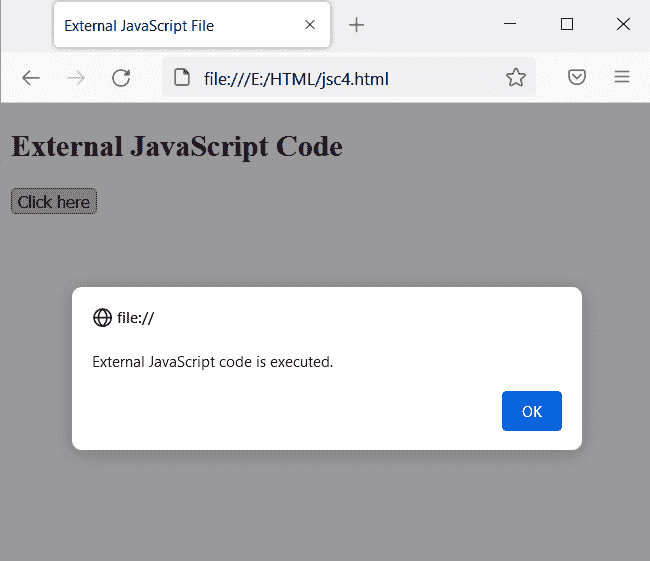 External JavaScript File
file:///E:/HTML/jsc4.html
External JavaScript Code
Click here
file://
External JavaScript code is executed.
OK